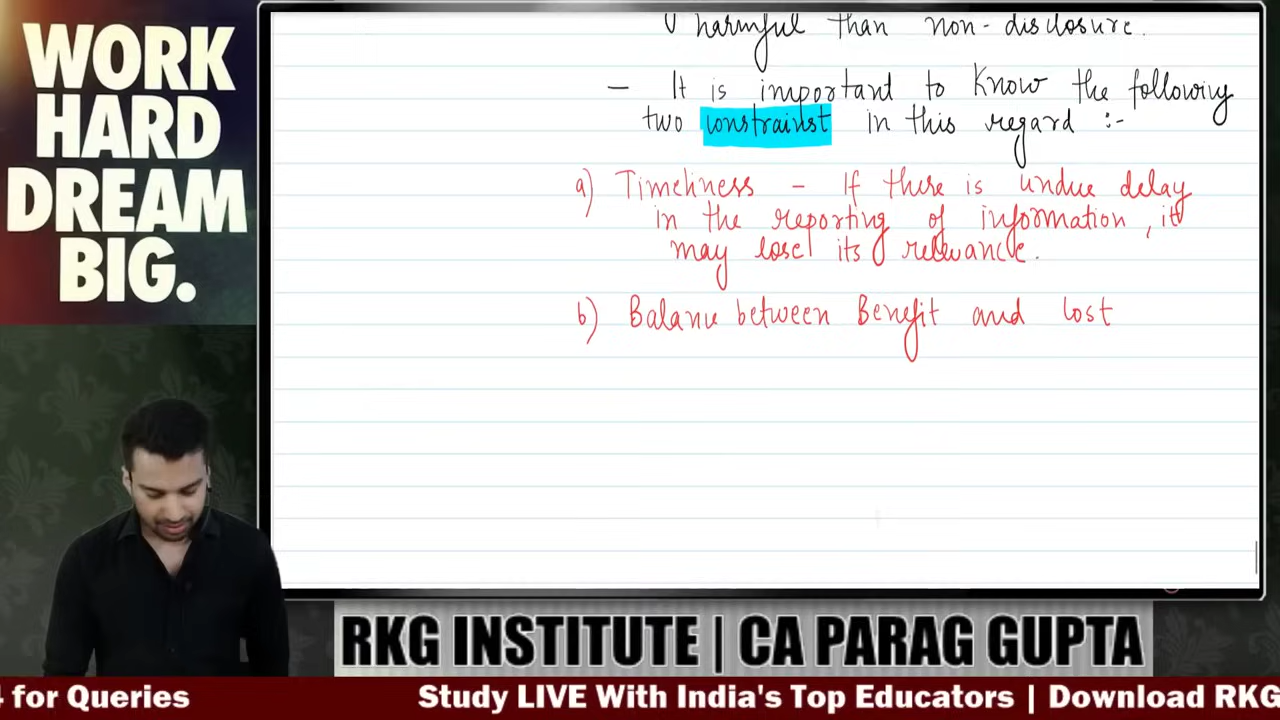 WORK
HARD
DREAM
BIG.
harmful than non-disclosure.
— It is important to know the following
two constrainst in this regard :-
a) Timeliness - If there is undue delay
in the reporting of information, it
may lose its relevance.
b) Balance between Benefit and Cost
RKG INSTITUTE | CA PARAG GUPTA
4 for Queries Study LIVE With India's Top Educators | Download RKG